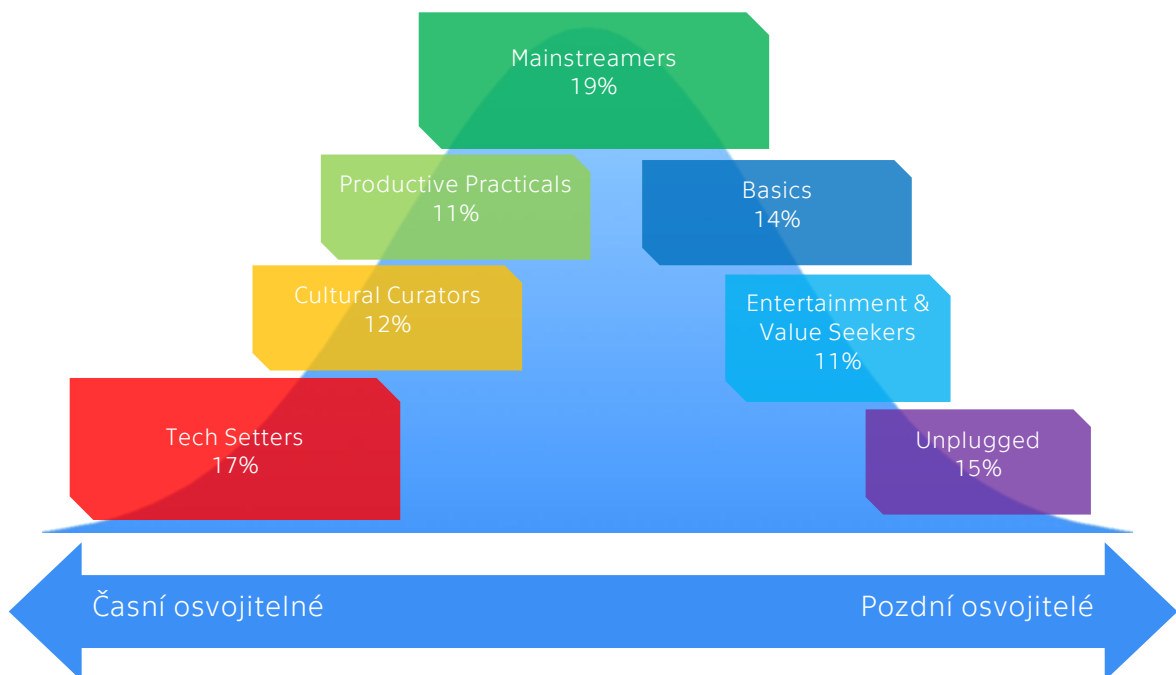 Mainstreamers
19%
Productive Practicals
11%
Basics
14%
Cultural Curators
12%
Entertainment &
Value Seekers
11%
Tech Setters
17%
Unplugged
15%
Časní osvojitelné
Pozdní osvojitelé